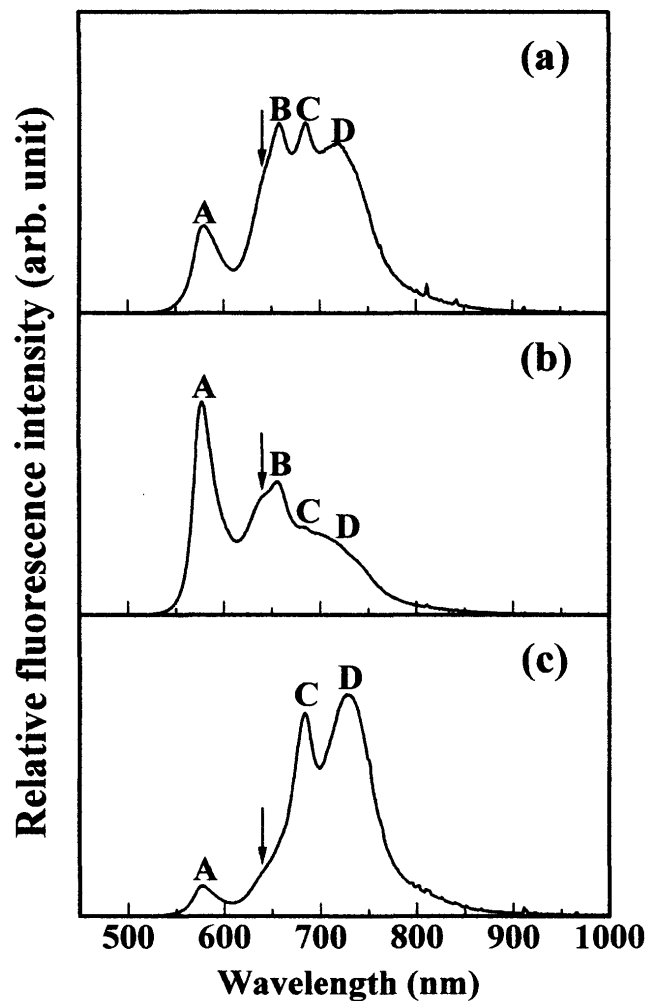 Relative fluorescence intensity (arb. unit)
(a)
A
B C
D
(b)
A
B
C
D
(c)
A
C
D
500 600 700 800 900 1000
Wavelength (nm)